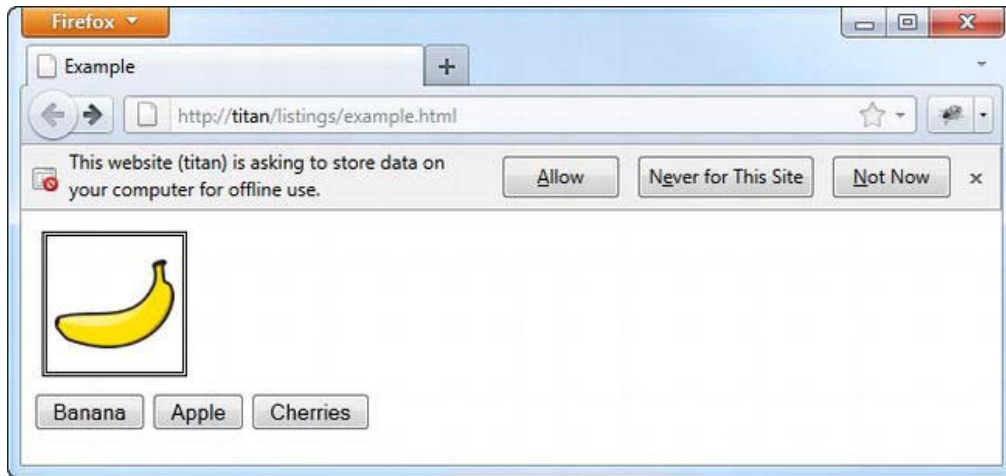 Firefox
Example
http://titan/listings/example.html
This website (titan) is asking to store data on
your computer for offline use.
Allow Never for This Site Not Now
Banana Apple Cherries